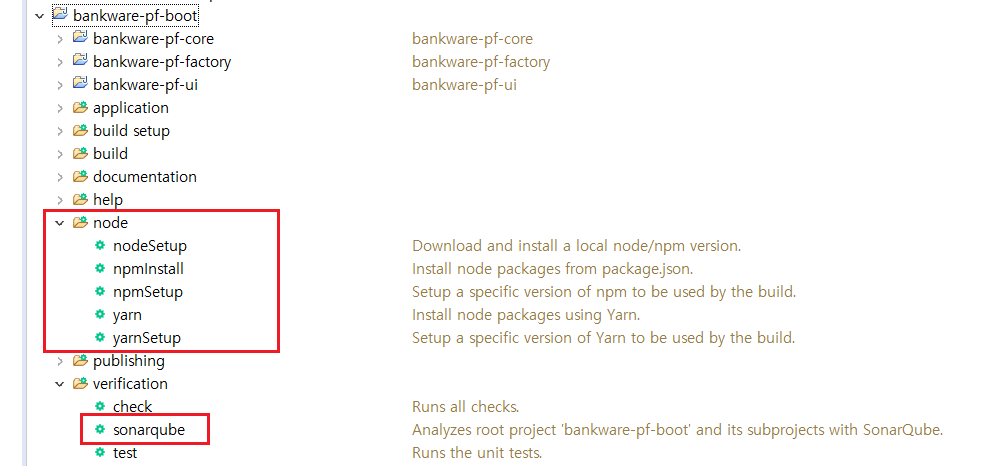 bankware-pf-boot
bankware-pf-core bankware-pf-core
bankware-pf-factory bankware-pf-factory
bankware-pf-ui bankware-pf-ui
application
build setup
build
documentation
help
node
nodeSetup Download and install a local node/npm version.
npmInstall Install node packages from package.json.
npmSetup Setup a specific version of npm to be used by the build.
yarn Install node packages using Yarn.
yarnSetup Setup a specific version of Yarn to be used by the build.
publishing
verification
check Runs all checks.
sonarqube Analyzes root project 'bankware-pf-boot' and its subprojects with SonarQube.
test Runs the unit tests.